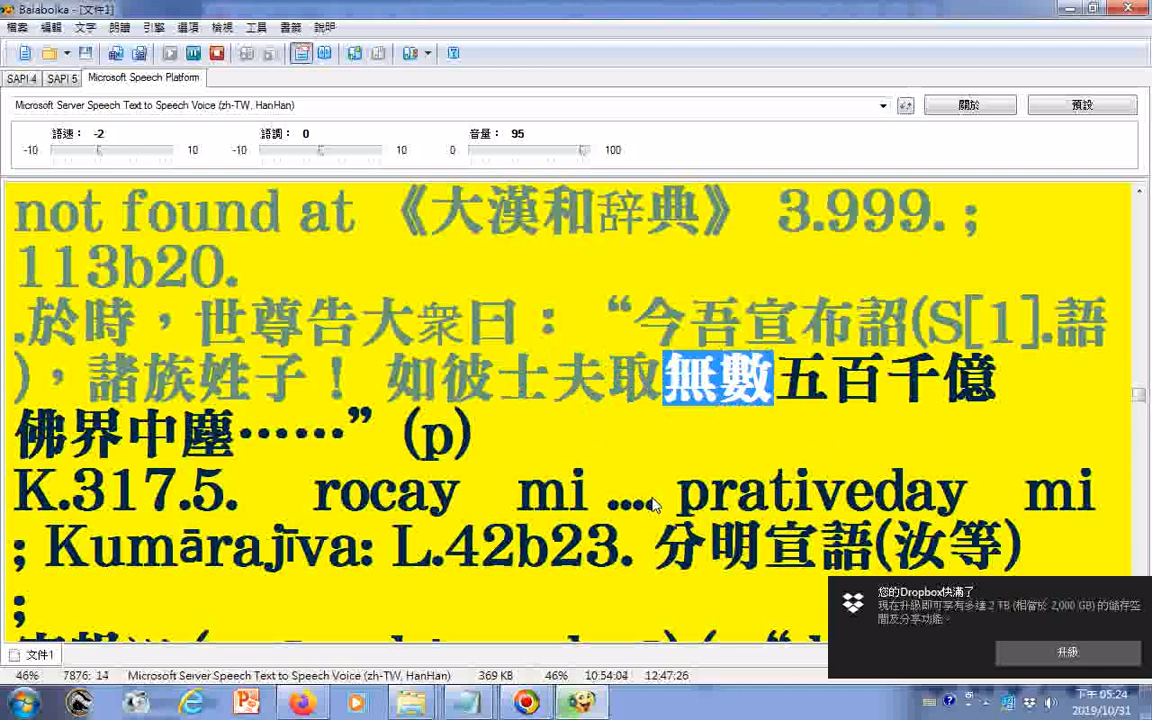 Balabolka - [文件1]
檔案 編輯 文字 朗讀 引擎 選項 檢視 工具 書籤 說明
SAPI 4 SAPI 5 Microsoft Speech Platform
Microsoft Server Speech Text to Speech Voice (zh-TW, HanHan) 關於 預設
語速： -2 語調： 0 音量： 95
-10 10 -10 10 0 100
not found at 《大漢和辞典》 3.999. ;
113b20.
.於時，世尊告大衆曰：“今吾宣布詔(S[1].語
)，諸族姓子！ 如彼士夫取無數五百千億
佛界中塵……”(p)
K.317.5. rocay mi .... prativeday mi
; Kumārajīva: L.42b23. 分明宣語(汝等)
;
您的Dropbox快滿了
現在升級即可享有多達 2 TB (相當於 2,000 GB) 的儲存空
間及分享功能。
升級
文件1
46% 7876: 14 Microsoft Server Speech Text to Speech Voice (zh-TW, HanHan) 369 KB 46% 10:54:04 12:47:26
下午 05:24
2019/10/31